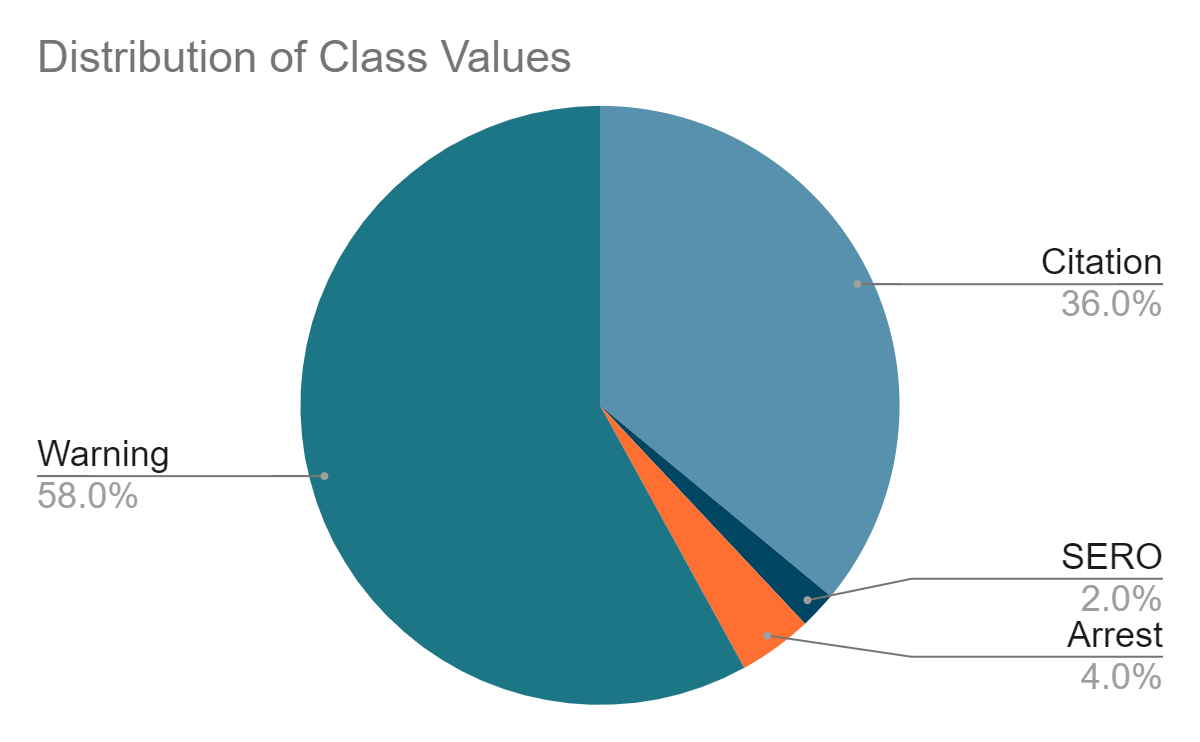 Distribution of Class Values
Citation
36.0%
Warning
58.0%
SERO
2.0%
Arrest
4.0%